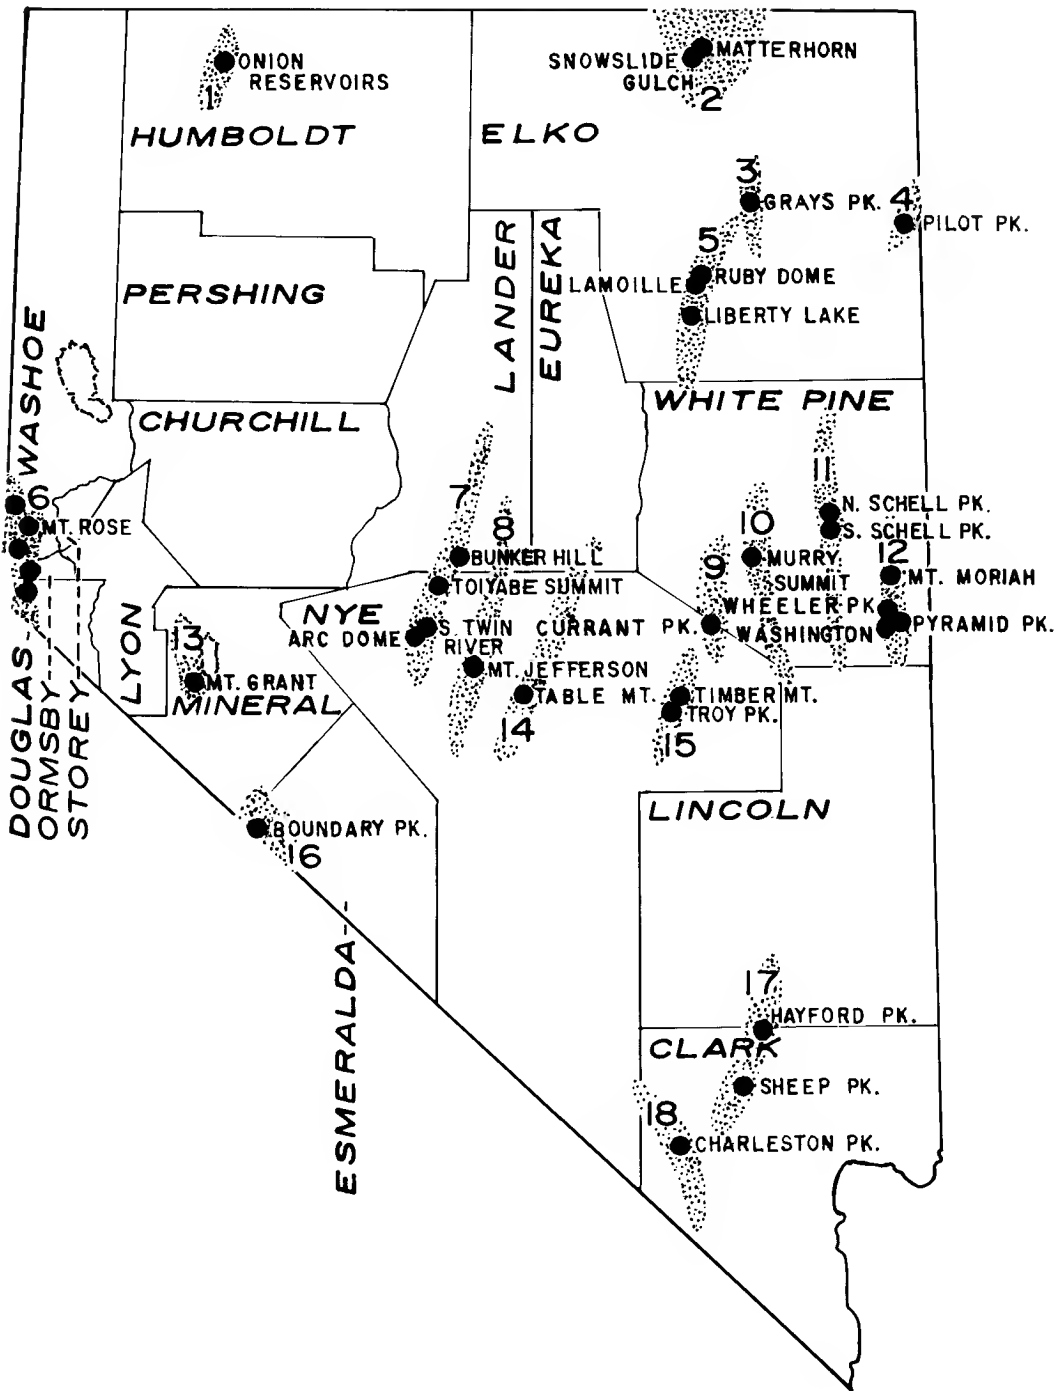 ONION
RESERVOIRS
1
HUMBOLDT
SNOWSLIDE
GULCH
MATTERHORN
2
ELKO
3
GRAYS PK.
4
PILOT PK.
5
LAMOILLE
RUBY DOME
LIBERTY LAKE
LANDER
EUREKA
PERSHING
WASHOE
CHURCHILL
WHITE PINE
6
MT. ROSE
7
8
BUNKER HILL
TOIYABE SUMMIT
9
10
MURRY
SUMMIT
11
N. SCHELL PK.
S. SCHELL PK.
12
MT. MORIAH
WHEELER PK.
WASHINGTON
PYRAMID PK.
NYE
ARC DOME
S. TWIN
RIVER
CURRANT PK.
LYON
13
MT. GRANT
MINERAL
MT. JEFFERSON
TABLE MT.
14
TIMBER MT.
TROY PK.
15
DOUGLAS
ORMSBY
STOREY
LINCOLN
BOUNDARY PK.
16
ESMERALDA
17
HAYFORD PK.
CLARK
SHEEP PK.
18
CHARLESTON PK.